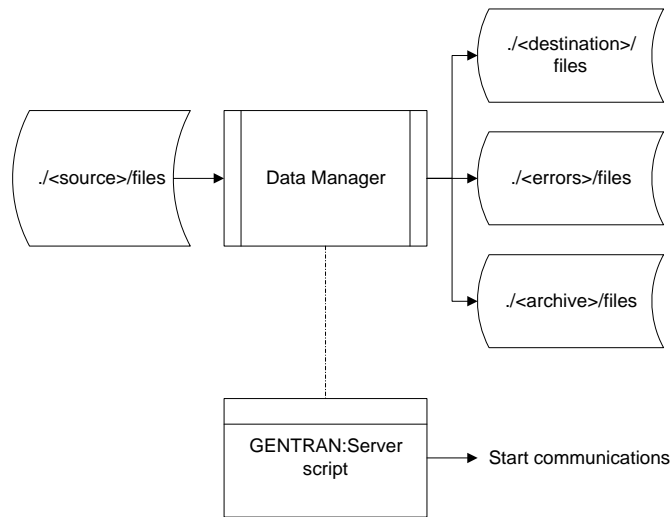 ./<destination>/
files
./<source>/files
Data Manager
./<errors>/files
./<archive>/files
GENTRAN:Server
script
Start communications